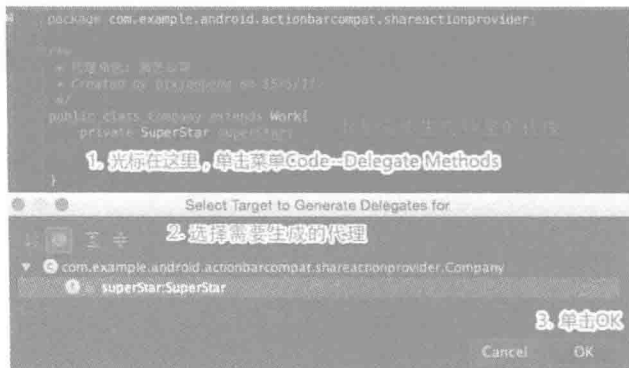 package com.example.android.actionbarcompat.shareactionprovider;
/**
*/
public class Company extends Work{
private SuperStar superStar;
1. 光标在这里，单击菜单Code--Delegate Methods
}
Select Target to Generate Delegates for
2. 选择需要生成的代理
com.example.android.actionbarcompat.shareactionprovider.Company
superStar:SuperStar
3. 单击OK
Cancel OK